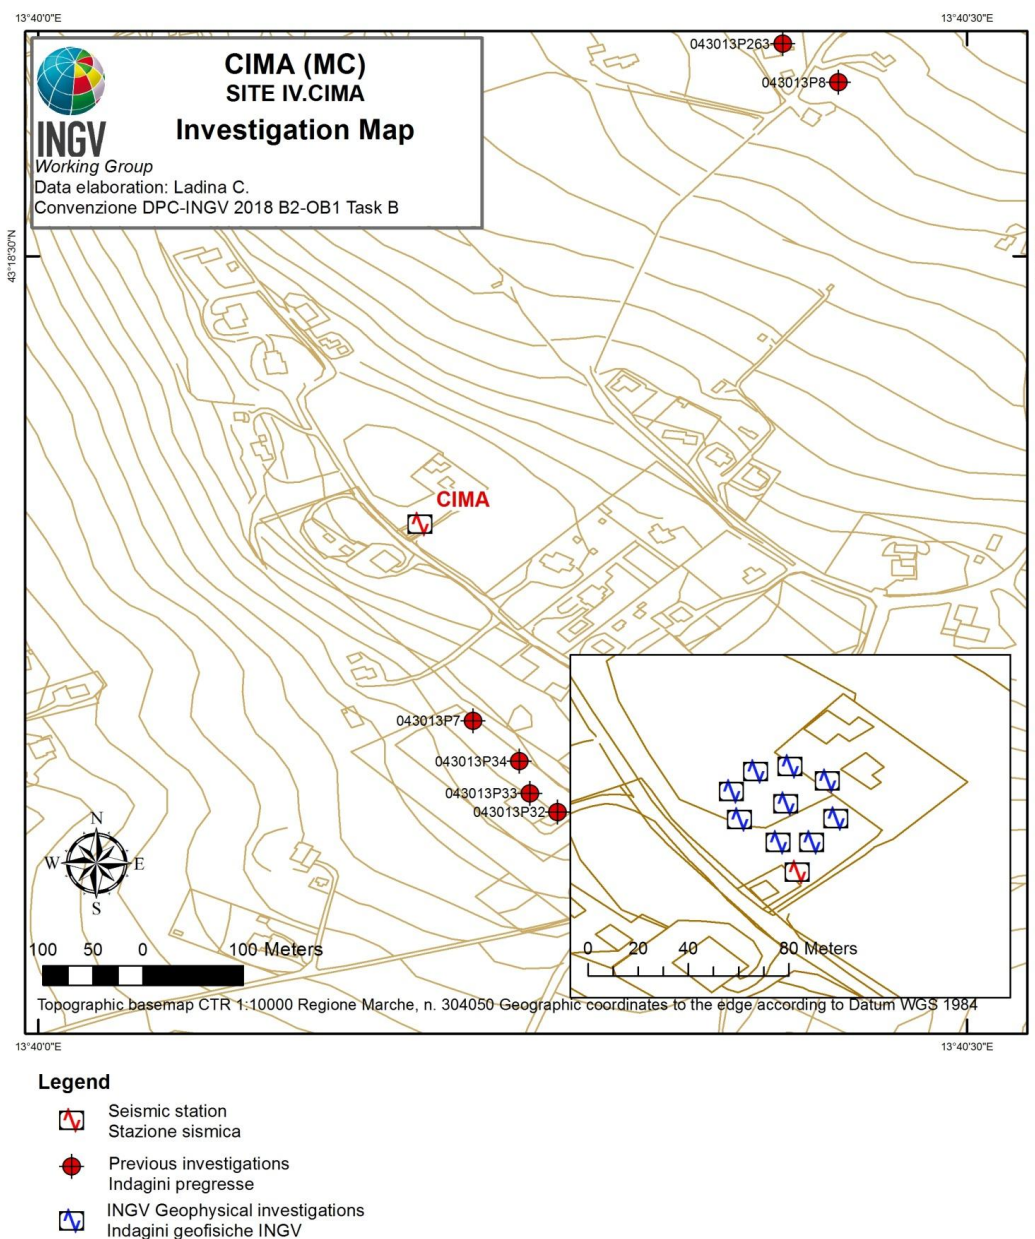 13°40'0"E
13°40'30"E
CIMA (MC)
SITE IV.CIMA
Investigation Map
INGV
Working Group
Data elaboration: Ladina C.
Convenzione DPC-INGV 2018 B2-OB1 Task B
043013P263
043013P8
43°18'30"N
CIMA
043013P7
043013P34
043013P33
043013P32
N
W
E
S
100 50 0 100 Meters
0 20 40 80 Meters
Topographic basemap CTR 1:10000 Regione Marche, n. 304050 Geographic coordinates to the edge according to Datum WGS 1984
13°40'0"E
13°40'30"E
Legend
Seismic station
Stazione sismica
Previous investigations
Indagini pregresse
INGV Geophysical investigations
Indagini geofisiche INGV